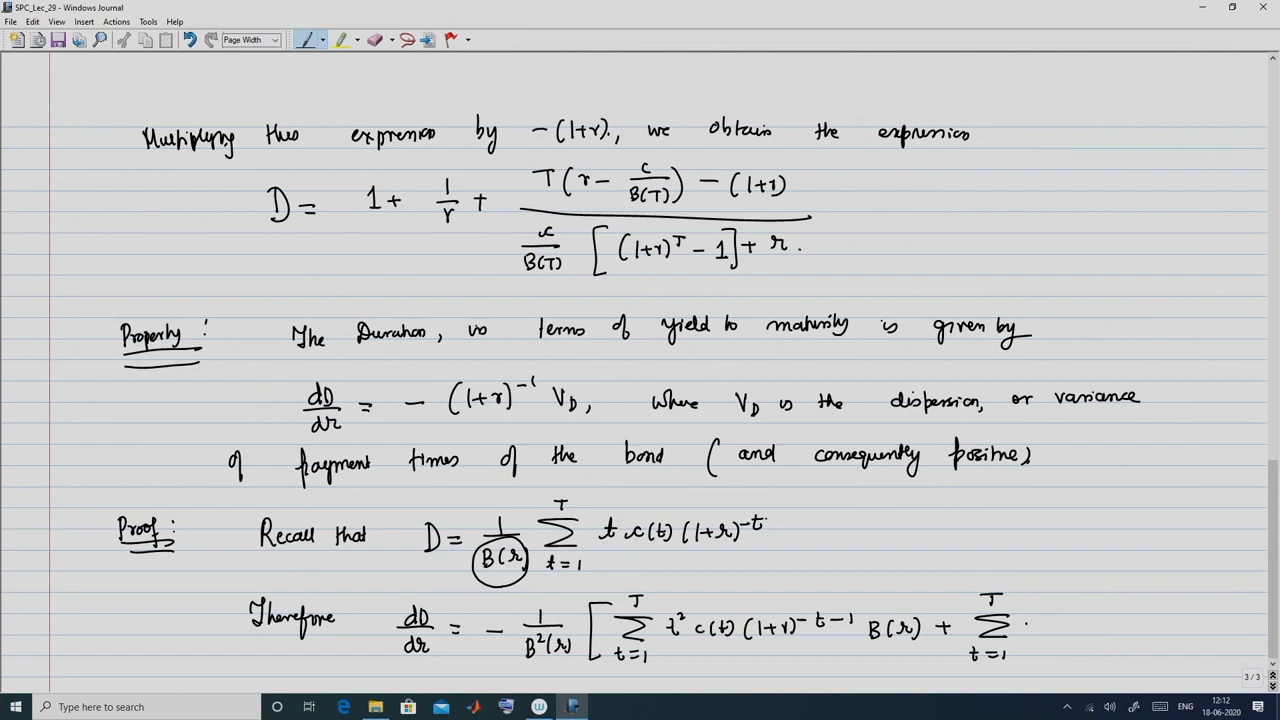 SPC_Lec_29 - Windows Journal
File Edit View Insert Actions Tools Help
Page Width
Multiplying this expression by -(1+r), we obtain the expression
D = 1 + 1/r + (T(r - c/B(T)) - (1+r)) / (c/B(T) [(1+r)^T - 1] + r.
Property: The Duration, in terms of yield to maturity is given by
dD/dr = - (1+r)^-1 V_D, where V_D is the dispersion, or variance
of payment times of the bond (and consequently positive)
Proof: Recall that D = 1/B(r) Σ_{t=1}^{T} t c(t) (1+r)^-t
Therefore dD/dr = - 1/B²(r) [ Σ_{t=1}^{T} t² c(t) (1+r)^-t-1 B(r) + Σ_{t=1}^{T}
3/3
Type here to search
ENG
12:12
18-06-2020